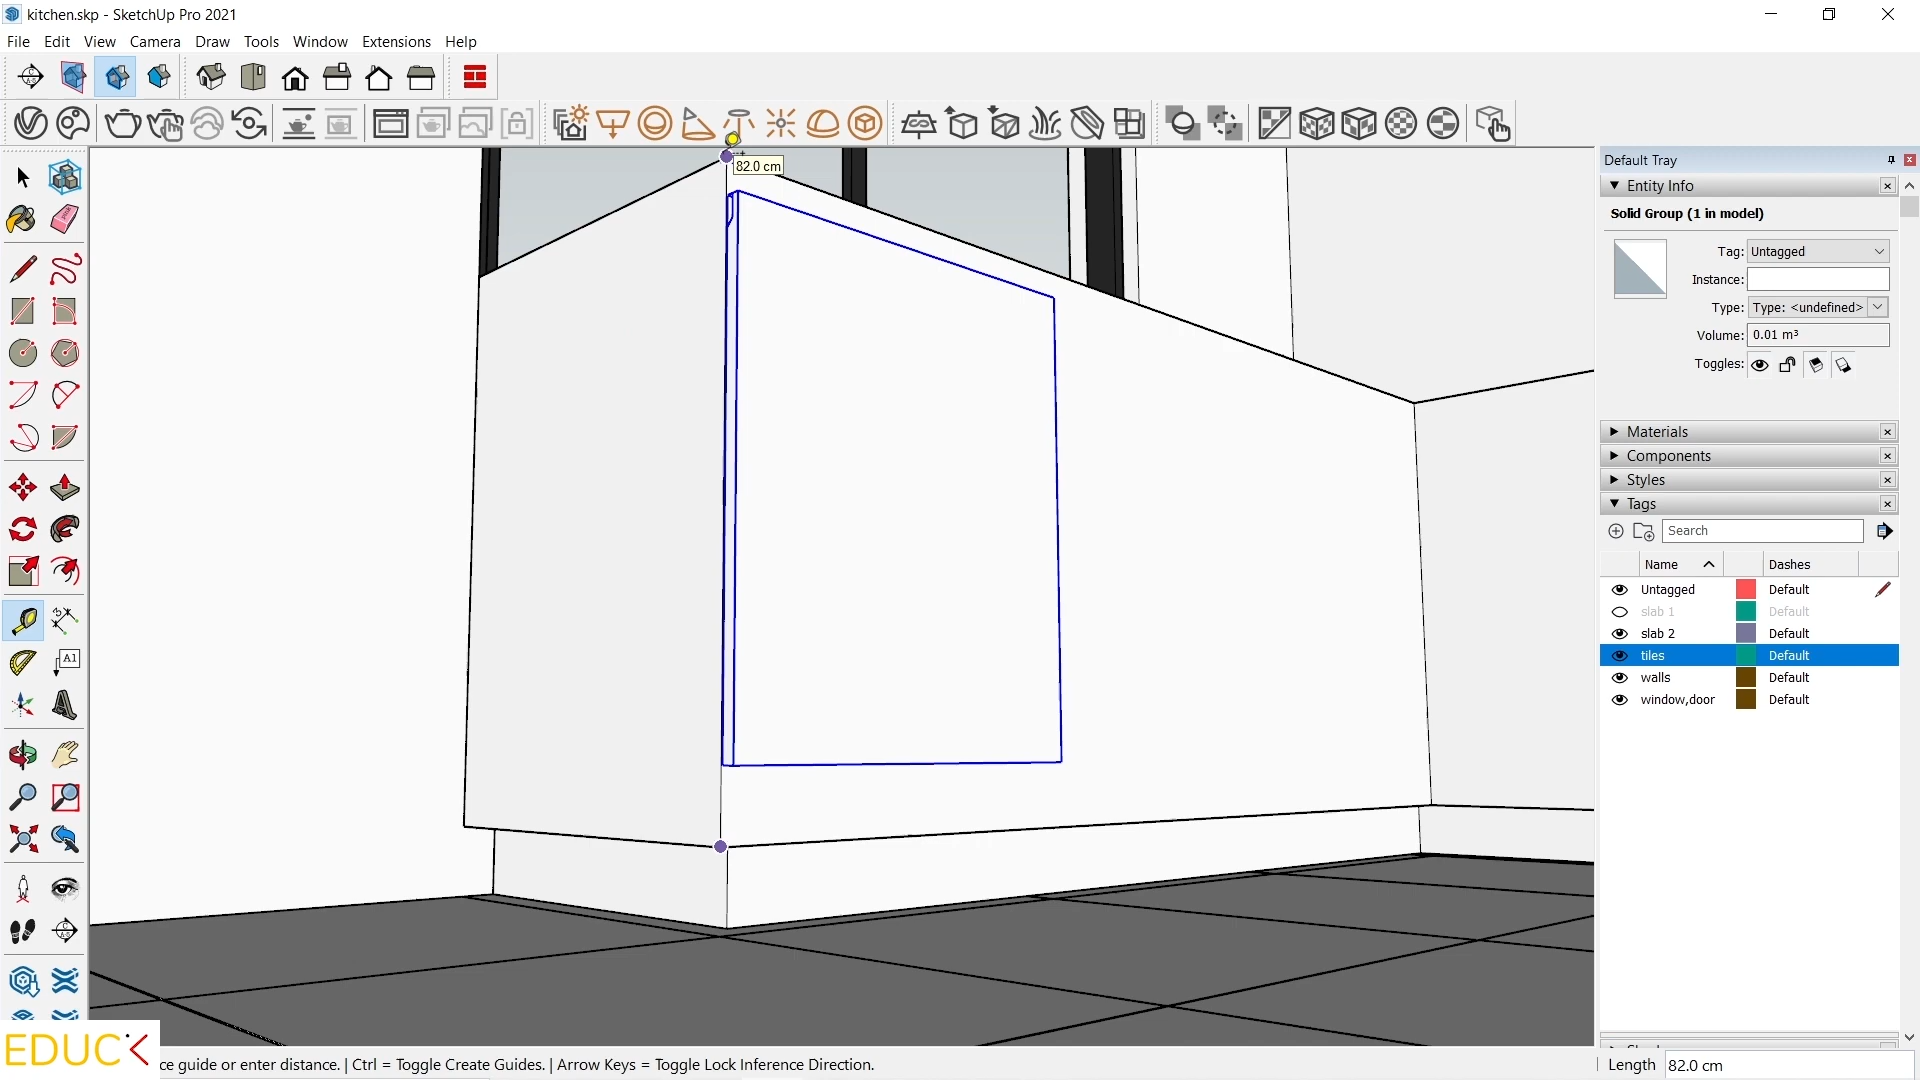 kitchen.skp - SketchUp Pro 2021
File Edit View Camera Draw Tools Window Extensions Help
82.0 cm
A1
Default Tray
Entity Info
Solid Group (1 in model)
Tag: Untagged
Instance:
Type: Type: <undefined>
Volume: 0.01 m³
Toggles:
Materials
Components
Styles
Tags
Search
Name Dashes
Untagged Default
slab 1 Default
slab 2 Default
tiles Default
walls Default
window,door Default
EDUC
ce guide or enter distance. | Ctrl = Toggle Create Guides. | Arrow Keys = Toggle Lock Inference Direction.
Length 82.0 cm